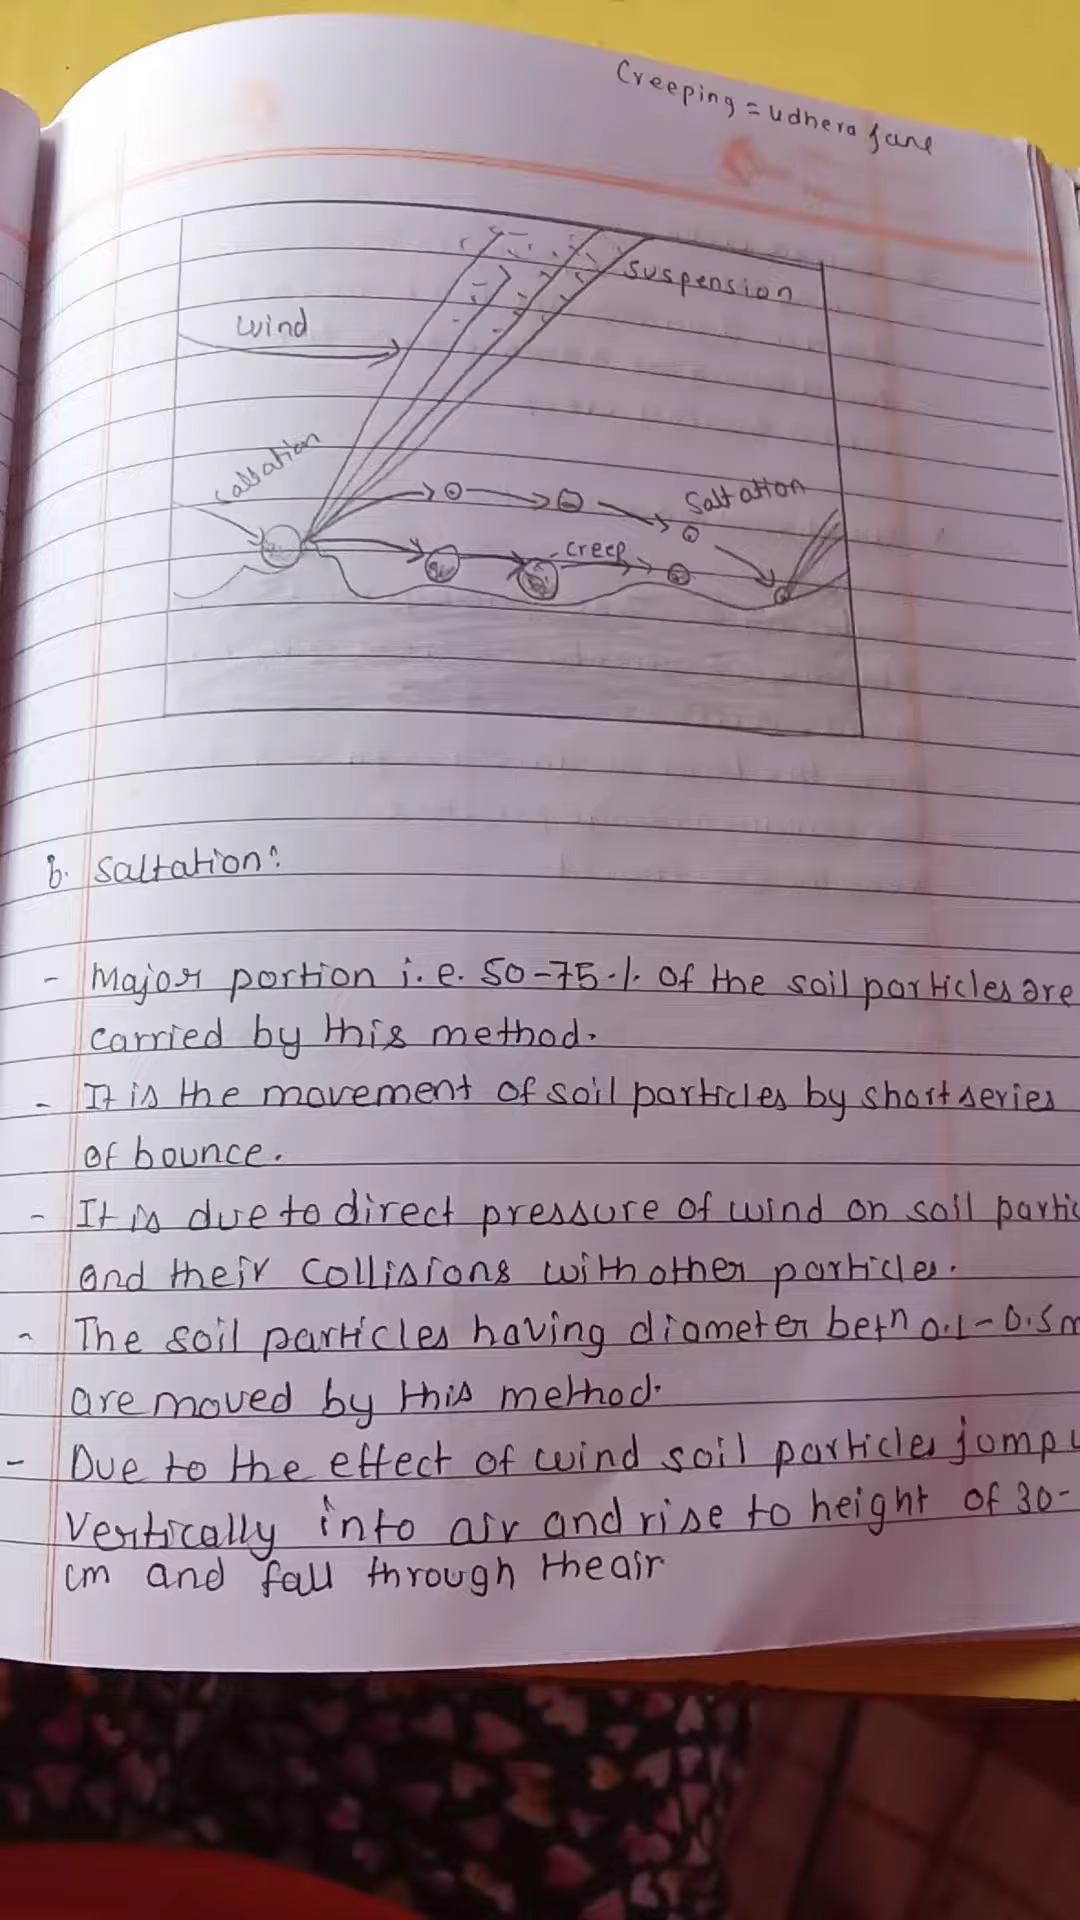 Creeping = udhera jane
suspension
wind
saltation
saltation
creep
b. saltation:
- Major portion i.e. 50-75% of the soil particles are
carried by this method.
- It is the movement of soil particles by short series
of bounce.
- It is due to direct pressure of wind on soil partic
and their collisions with other particles.
- The soil particles having diameter betn 0.1-0.5m
are moved by this method.
- Due to the effect of wind soil particles jump u
vertically into air and rise to height of 30-
cm and fall through the air